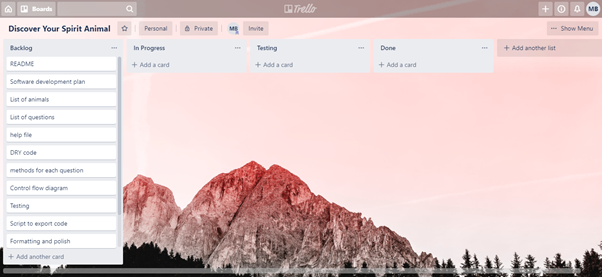 Boards
Trello
MB
Discover Your Spirit Animal
Personal
Private
MB
Invite
Show Menu
Backlog
README
Software development plan
List of animals
List of questions
help file
DRY code
methods for each question
Control flow diagram
Testing
Script to export code
Formatting and polish
+ Add another card
In Progress
+ Add a card
Testing
+ Add a card
Done
+ Add a card
+ Add another list